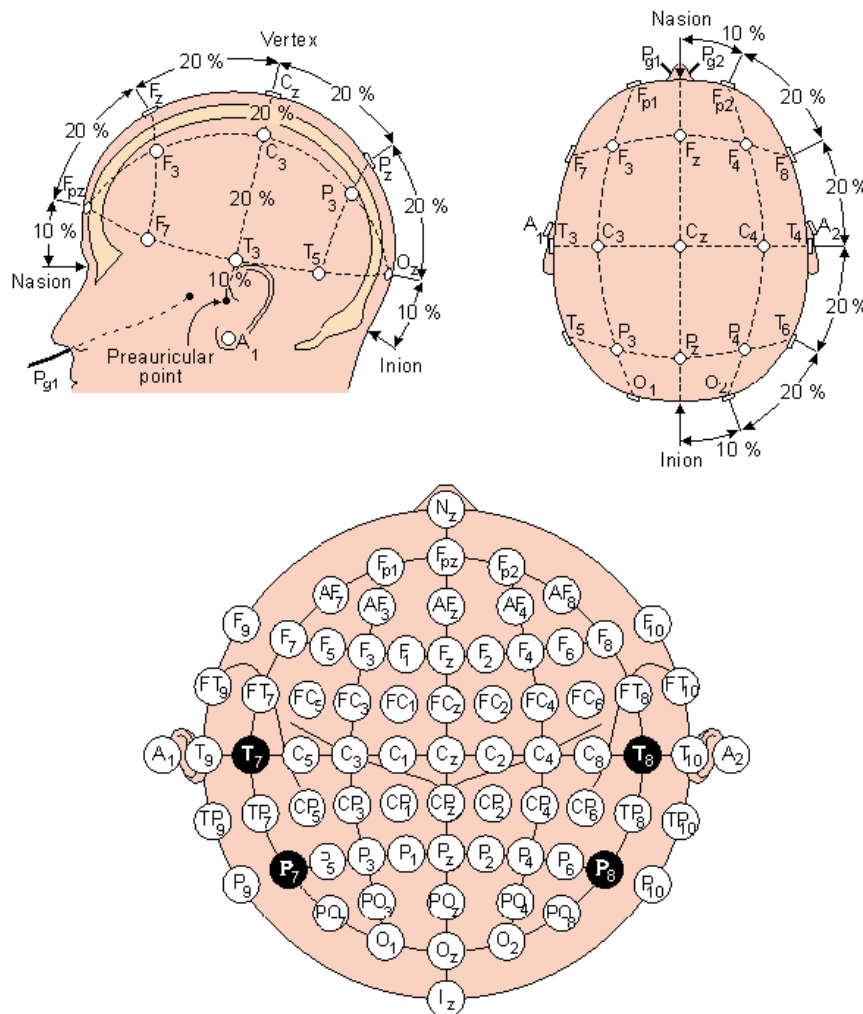 Vertex
20 %
20 %
Fz
Cz
20 %
20 %
F3
C3
Pz
20 %
P3
Fpz
20 %
F7
10 %
T3
T5
Oz
Nasion
10 %
10 %
A1
Preauricular
point
Inion
Pg1
Nasion
10 %
Pg1
Pg2
Fp1
Fp2
20 %
F7
F3
Fz
F4
F8
20 %
A1
T3
C3
Cz
C4
T4
A2
20 %
T5
P3
Pz
P4
T6
O1
O2
20 %
10 %
Inion
Nz
Fp1
Fpz
Fp2
AF7
AF3
AFz
AF4
AF8
F9
F7
F5
F3
F1
Fz
F2
F4
F6
F8
F10
FT9
FT7
FC5
FC3
FC1
FCz
FC2
FC4
FC6
FT8
FT10
A1
T9
T7
C5
C3
C1
Cz
C2
C4
C8
T8
T10
A2
TP9
TP7
CP5
CP3
CP1
CPz
CP2
CP4
CP6
TP8
TP10
P9
P7
P5
P3
P1
Pz
P2
P4
P6
P8
P10
PO7
PO3
POz
PO4
PO8
O1
Oz
O2
Iz